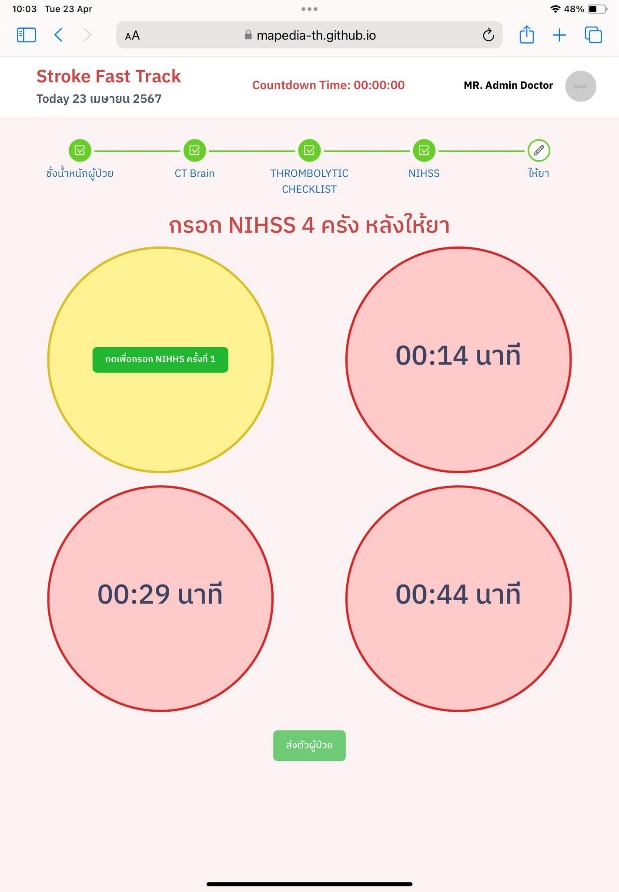 10:03 Tue 23 Apr
48%
AA
mapedia-th.github.io
Stroke Fast Track
Today 23 เมษายน 2567
Countdown Time: 00:00:00
MR. Admin Doctor
ชั่งน้ำหนักผู้ป่วย
CT Brain
THROMBOLYTIC
CHECKLIST
NIHSS
ให้ยา
กรอก NIHSS 4 ครัง หลังให้ยา
กดเพื่อกรอก NIHHS ครั้งที่ 1
00:14 นาที
00:29 นาที
00:44 นาที
ส่งตัวผู้ป่วย